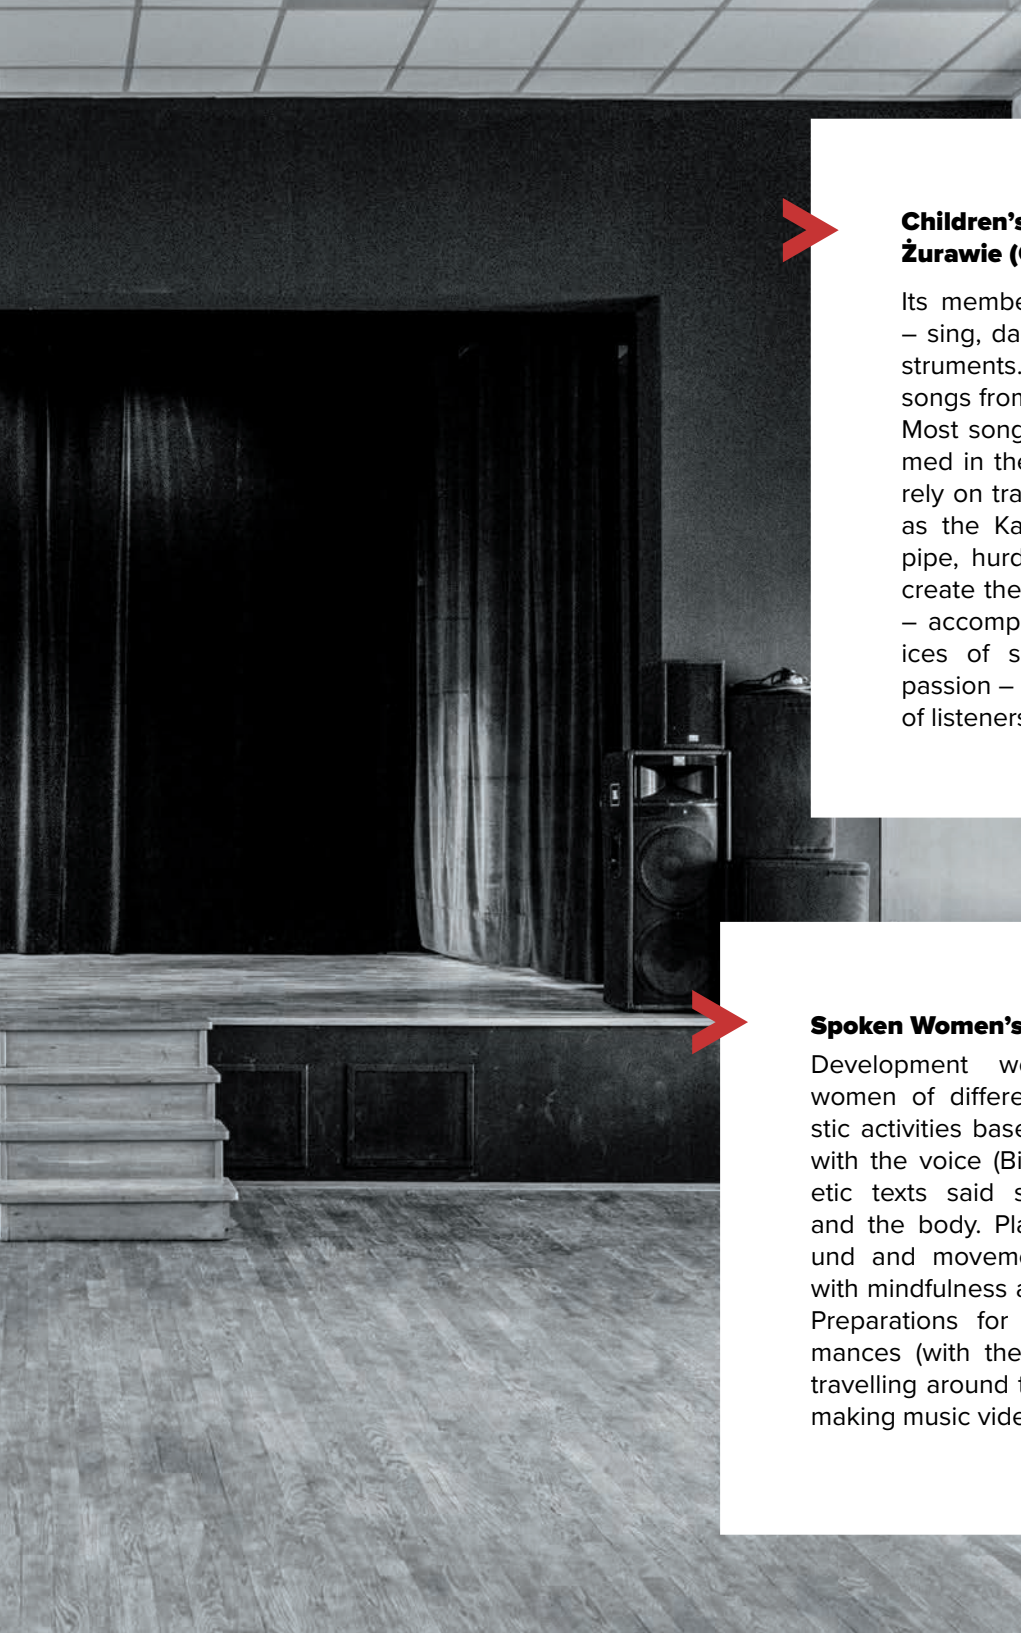 Children's
Żurawie (
Its membe
– sing, da
struments.
songs from
Most song
med in the
rely on tra
as the Ka
pipe, hurd
create the
– accomp
ices of s
passion –
of listeners
Spoken Women's
Development wo
women of differe
stic activities base
with the voice (Bi
etic texts said s
and the body. Pla
und and moveme
with mindfulness a
Preparations for
mances (with the
travelling around t
making music vide